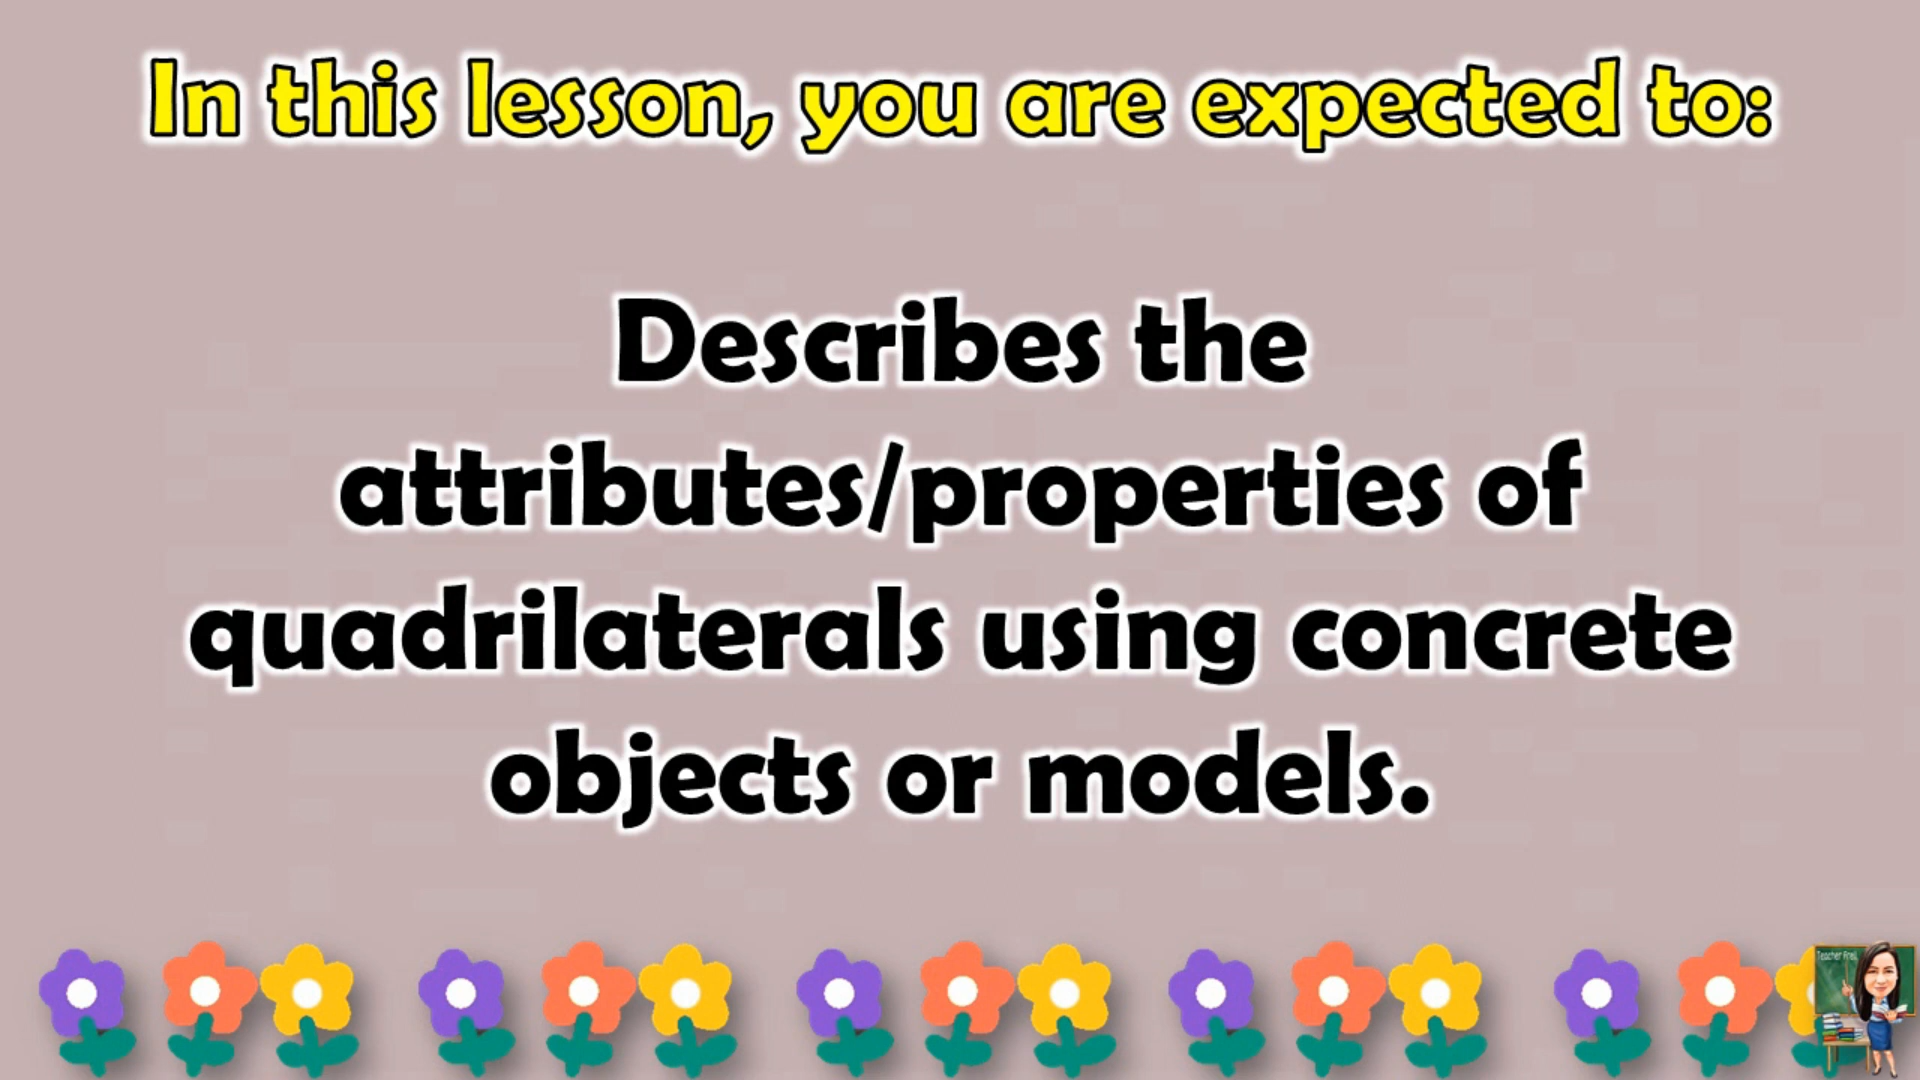 In this lesson, you are expected to:
Describes the
attributes/properties of
quadrilaterals using concrete
objects or models.